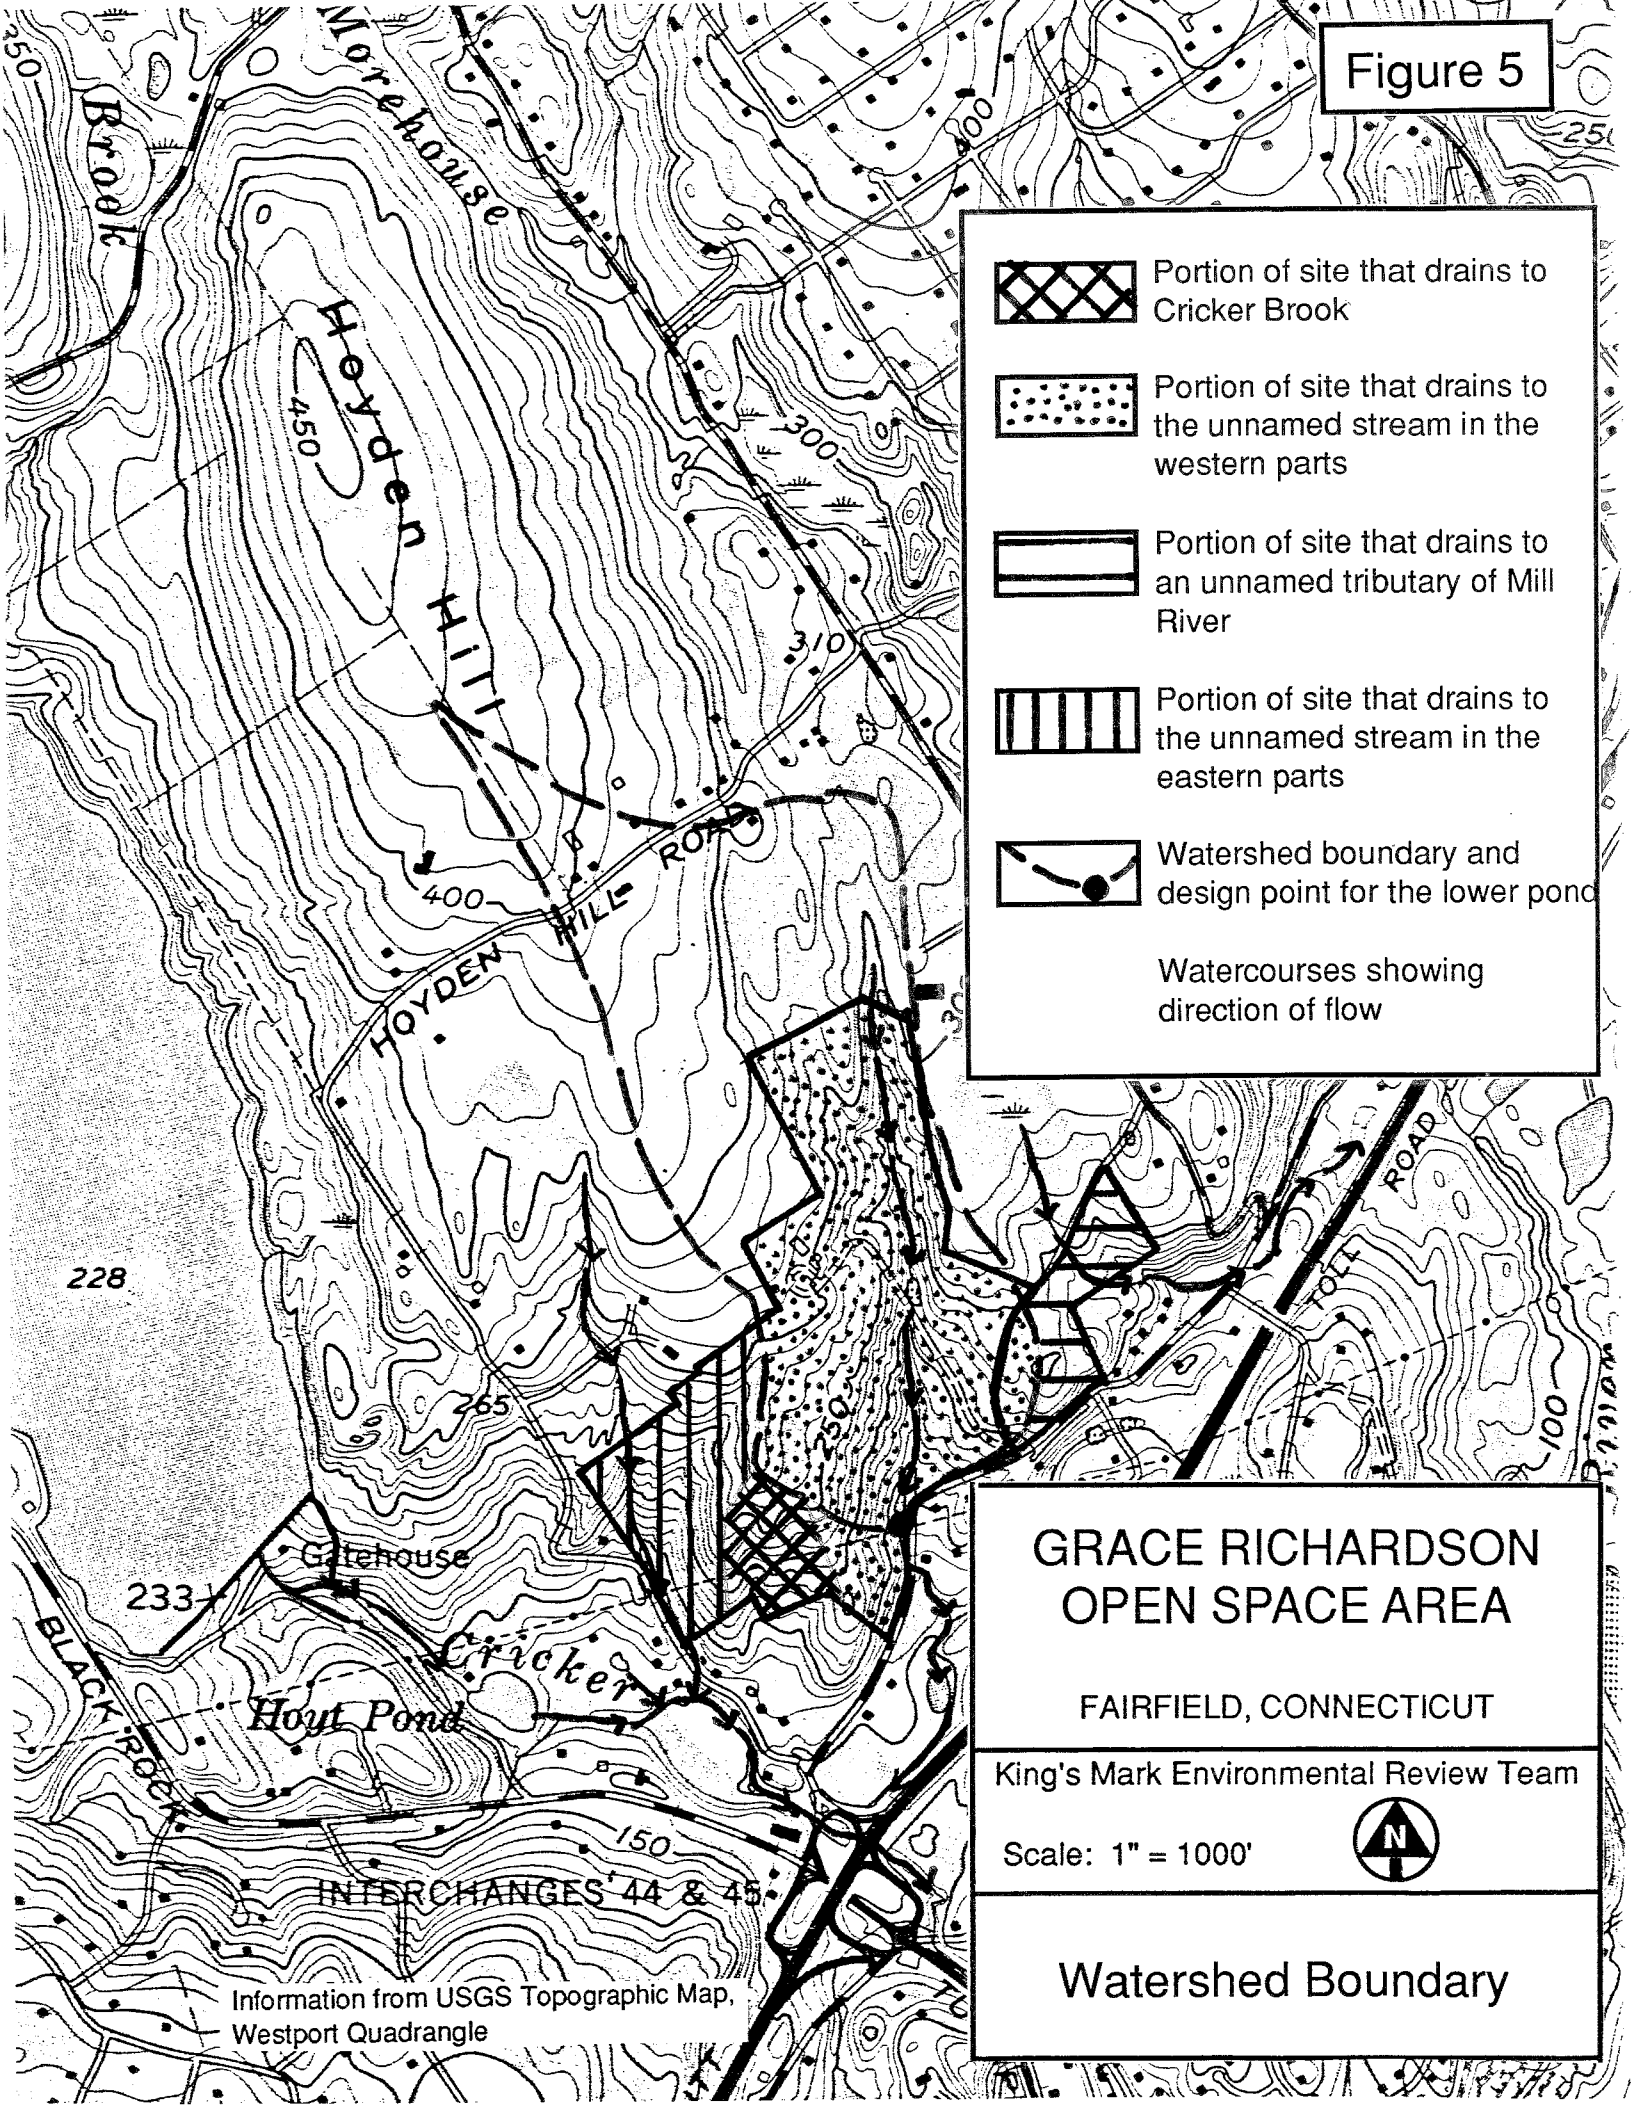 Figure 5
350
Brook
Morehouse
400
250
Hoyden Hill
450
300
310
400
HOYDEN HILL ROAD
Portion of site that drains to
Cricker Brook
Portion of site that drains to
the unnamed stream in the
western parts
Portion of site that drains to
an unnamed tributary of Mill
River
Portion of site that drains to
the unnamed stream in the
eastern parts
Watershed boundary and
design point for the lower pond
Watercourses showing
direction of flow
TOLL ROAD
228
265
250
100
Gatehouse
233
BLACK ROCK
Cricker
Hoyt Pond
150
INTERCHANGES 44 & 45
GRACE RICHARDSON
OPEN SPACE AREA
FAIRFIELD, CONNECTICUT
King's Mark Environmental Review Team
Scale: 1" = 1000'
N
Watershed Boundary
Information from USGS Topographic Map,
Westport Quadrangle